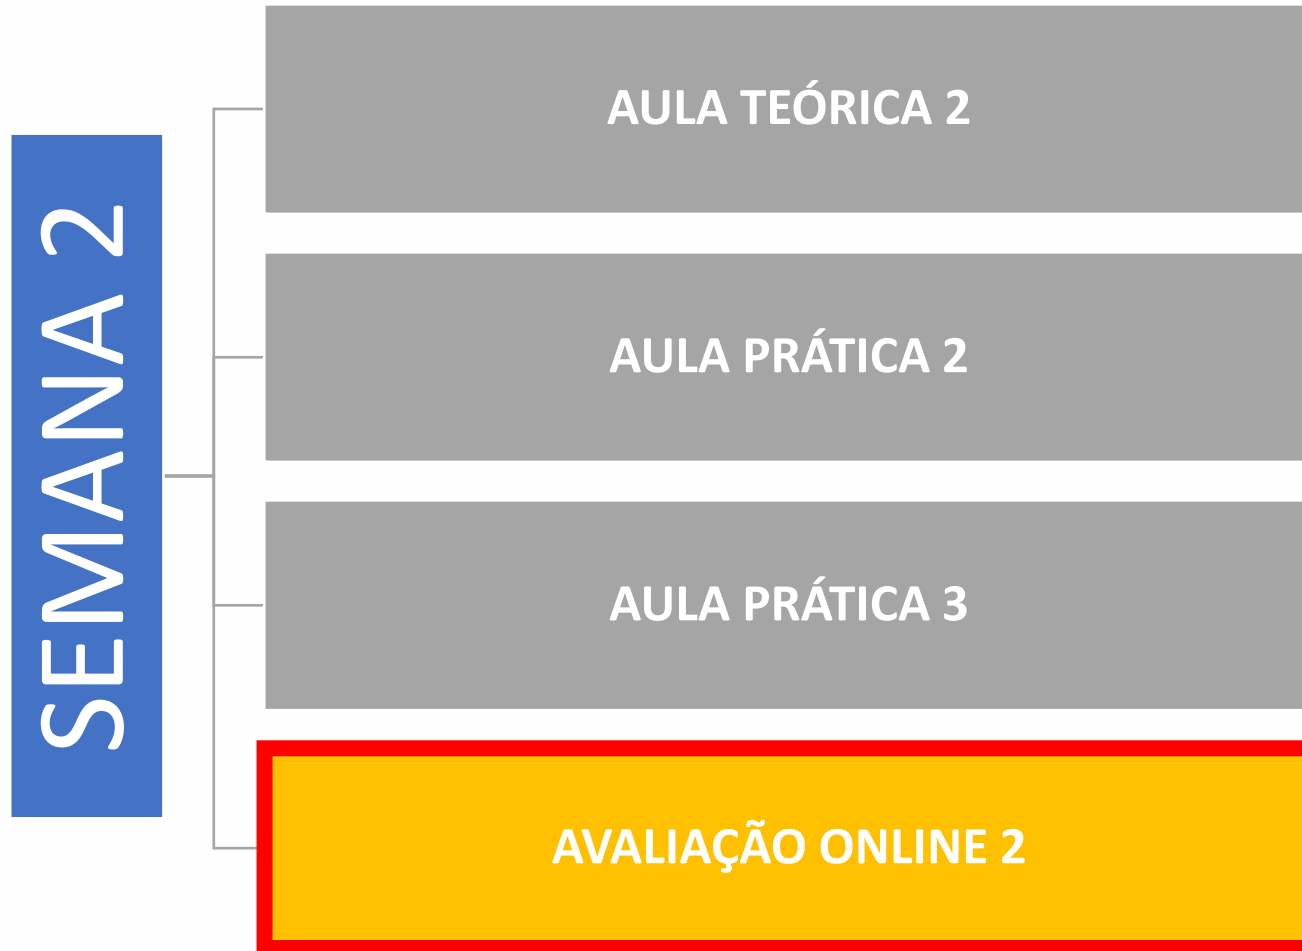 SEMANA 2
AULA TEÓRICA 2
AULA PRÁTICA 2
AULA PRÁTICA 3
AVALIAÇÃO ONLINE 2